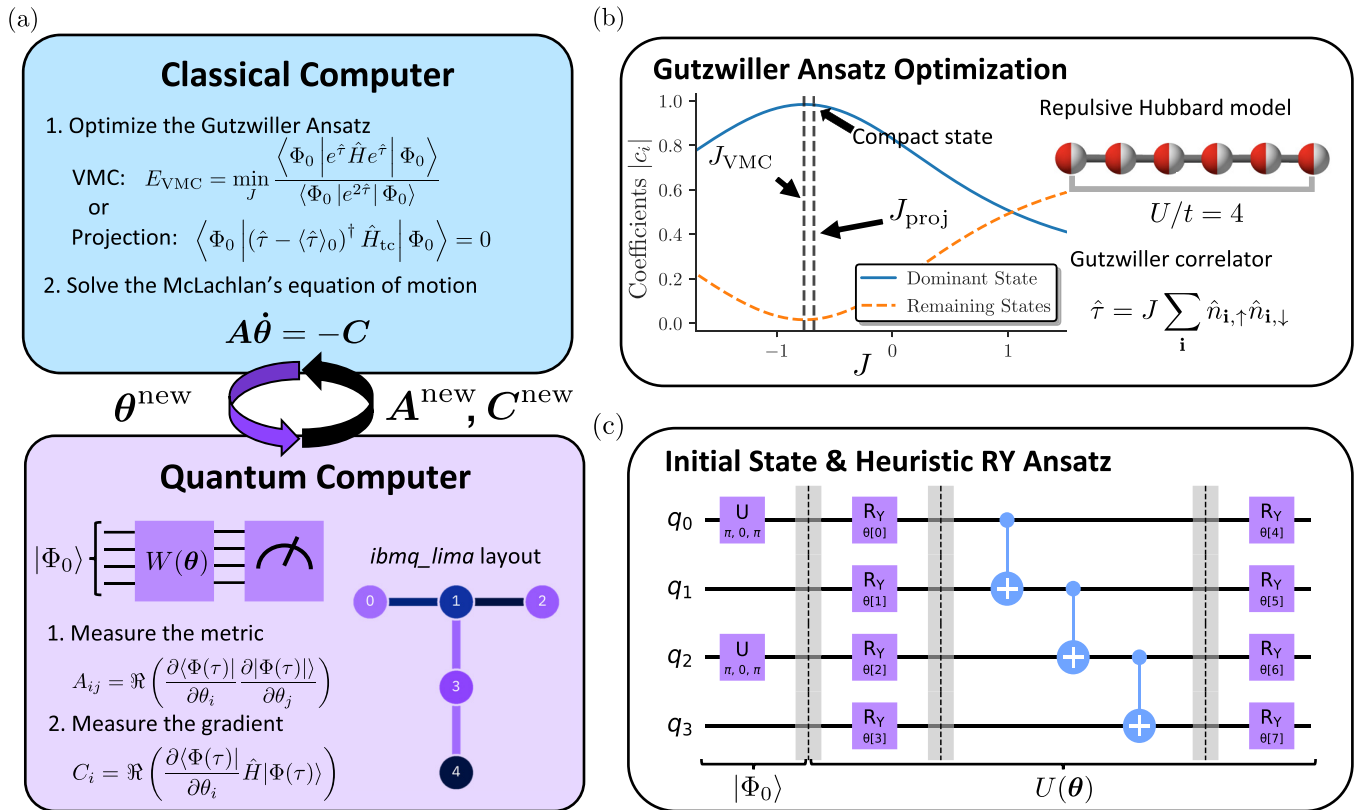 (a)
Classical Computer
1. Optimize the Gutzwiller Ansatz
VMC: E_VMC = min_J ⟨Φ₀|e^τ̂ Ĥe^τ̂|Φ₀⟩ / ⟨Φ₀|e^{2τ̂}|Φ₀⟩
or
Projection: ⟨Φ₀|(τ̂ − ⟨τ̂⟩₀)† Ĥ_tc|Φ₀⟩ = 0
2. Solve the McLachlan's equation of motion
Aθ̇ = −C
θ^new
A^new, C^new
Quantum Computer
|Φ₀⟩
W(θ)
ibmq_lima layout
0
1
2
3
4
1. Measure the metric
A_ij = ℜ(∂⟨Φ(τ)|/∂θ_i ∂|Φ(τ)|⟩/∂θ_j)
2. Measure the gradient
C_i = ℜ(∂⟨Φ(τ)|/∂θ_i Ĥ|Φ(τ)⟩)
(b)
Gutzwiller Ansatz Optimization
Coefficients |c_i|
1.0
0.8
0.6
0.4
0.2
0.0
−1
0
1
J
Compact state
J_VMC
J_proj
Dominant State
Remaining States
Repulsive Hubbard model
U/t = 4
Gutzwiller correlator
τ̂ = J ∑_i n̂_{i,↑} n̂_{i,↓}
(c)
Initial State & Heuristic RY Ansatz
q₀
U
π, 0, π
R_Y
θ[0]
R_Y
θ[4]
q₁
R_Y
θ[1]
R_Y
θ[5]
q₂
U
π, 0, π
R_Y
θ[2]
R_Y
θ[6]
q₃
R_Y
θ[3]
R_Y
θ[7]
|Φ₀⟩
U(θ)